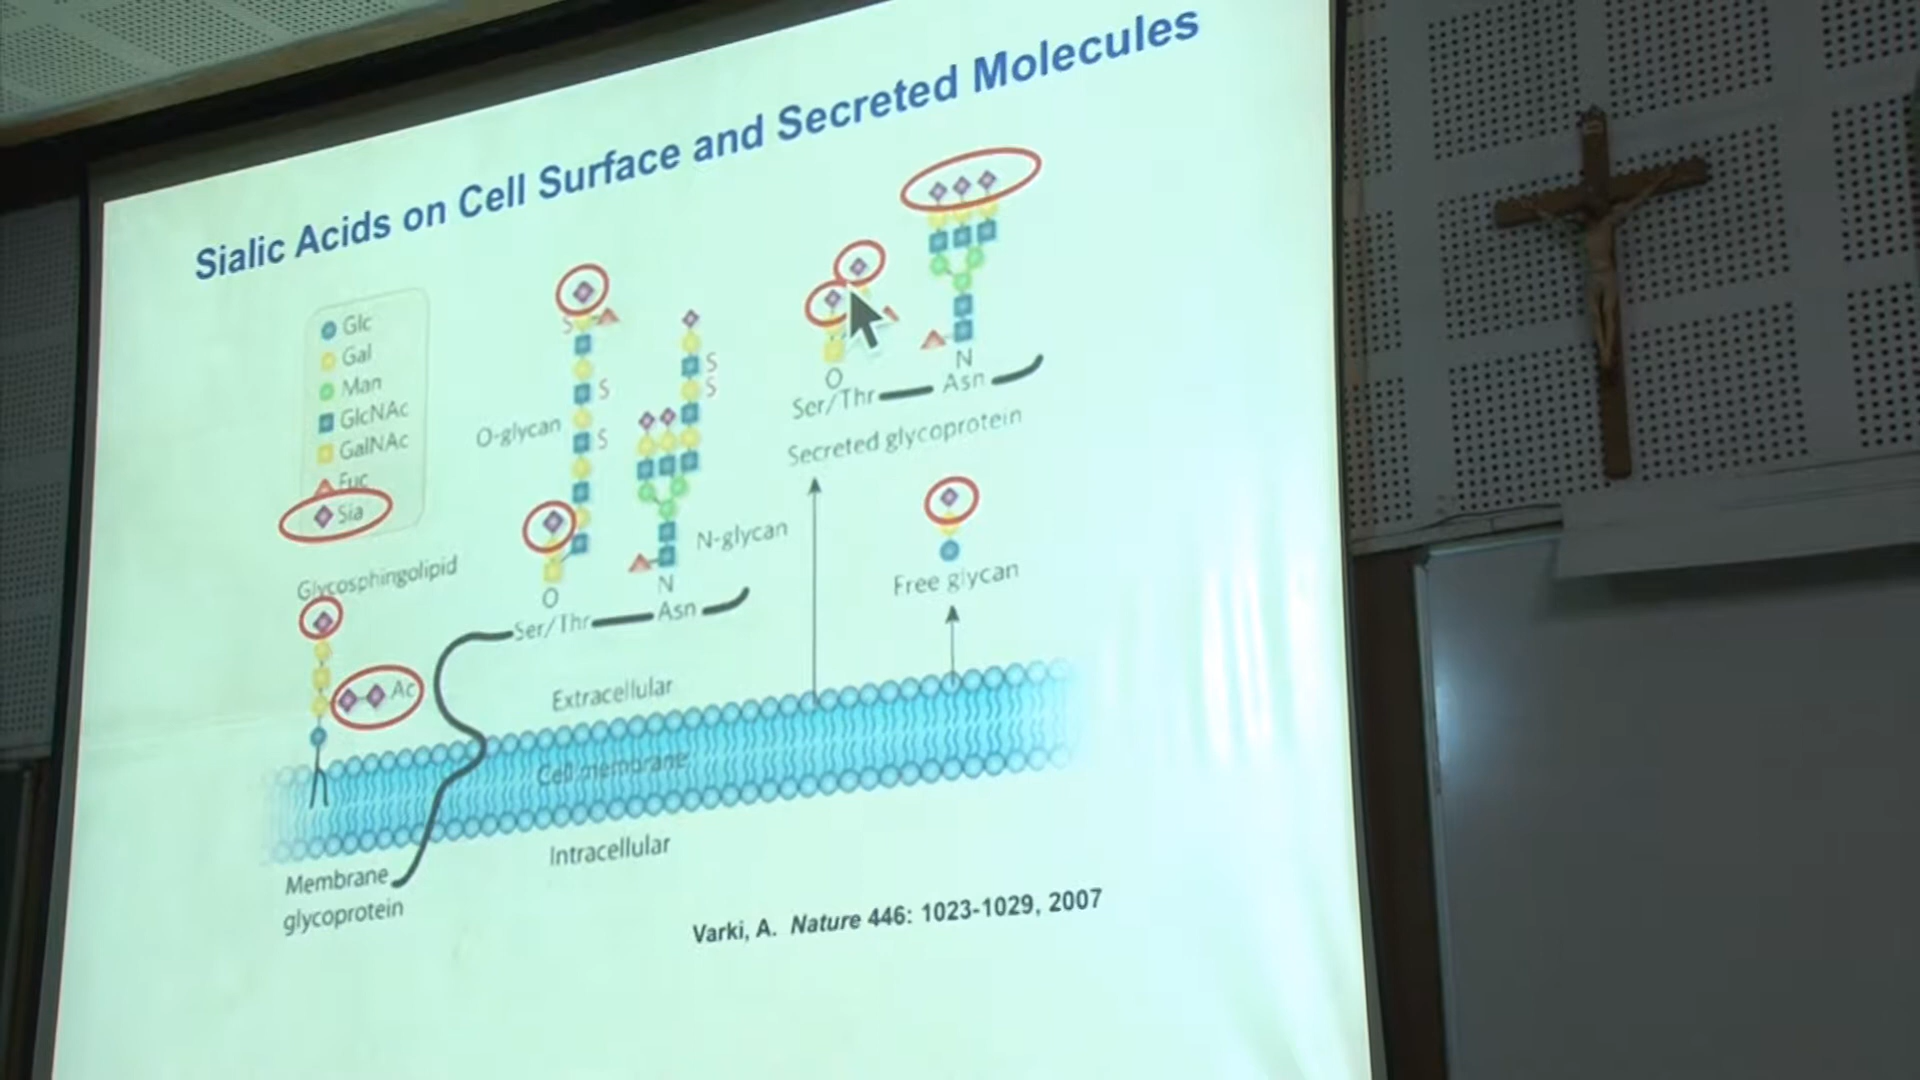 Sialic Acids on Cell Surface and Secreted Molecules
Glc
Gal
Man
GlcNAc
GalNAc
Fuc
Sia
Glycosphingolipid
Ac
S
S
S
O-glycan
O
Ser/Thr
S
S
N-glycan
N
Asn
O
Ser/Thr
N
Asn
Secreted glycoprotein
Free glycan
Extracellular
Cell membrane
Intracellular
Membrane
glycoprotein
Varki, A. Nature 446: 1023-1029, 2007